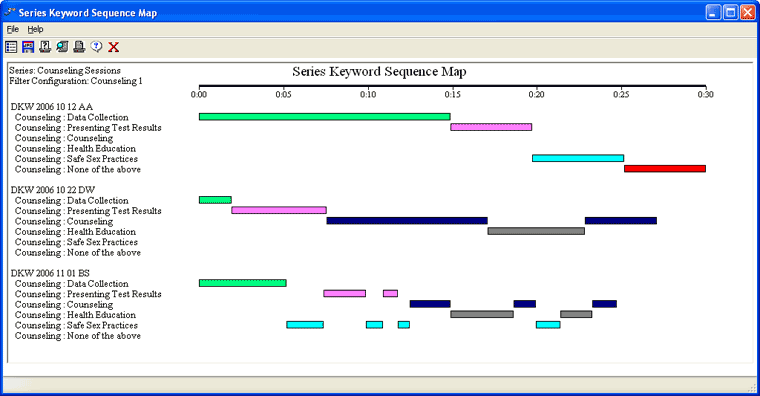 Series Keyword Sequence Map
File Help
Series: Counseling Sessions
Filter Configuration: Counseling 1
Series Keyword Sequence Map
0:00 0:05 0:10 0:15 0:20 0:25 0:30
DKW 2006 10 12 AA
Counseling : Data Collection
Counseling : Presenting Test Results
Counseling : Counseling
Counseling : Health Education
Counseling : Safe Sex Practices
Counseling : None of the above
DKW 2006 10 22 DW
Counseling : Data Collection
Counseling : Presenting Test Results
Counseling : Counseling
Counseling : Health Education
Counseling : Safe Sex Practices
Counseling : None of the above
DKW 2006 11 01 BS
Counseling : Data Collection
Counseling : Presenting Test Results
Counseling : Counseling
Counseling : Health Education
Counseling : Safe Sex Practices
Counseling : None of the above